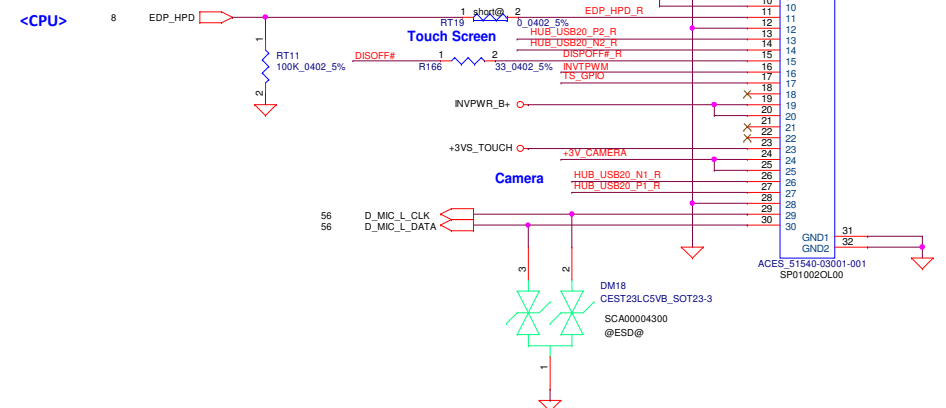 10 10
<CPU> 8 EDP_HPD 1 short@ 2 EDP_HPD_R 11 11
RT19 0_0402_5% 12 12
Touch Screen HUB_USB20_P2_R 13 13
HUB_USB20_N2_R 14 14
1 RT11 DISOFF# 1 2 DISPOFF#_R 15 15
100K_0402_5% R166 33_0402_5% INVTPWM 16 16
TS_GPIO 17 17
2 18 18
INVPWR_B+ 19 19
20 20
21 21
22 22
+3VS_TOUCH 23 23
+3V_CAMERA 24 24
25 25
Camera HUB_USB20_N1_R 26 26
HUB_USB20_P1_R 27 27
28 28
56 D_MIC_L_CLK 29 29
56 D_MIC_L_DATA 30 30
GND1 31
GND2 32
ACES_51540-03001-001
SP01002OL00
3 2
DM18
CEST23LC5VB_SOT23-3
SCA00004300
@ESD@
1